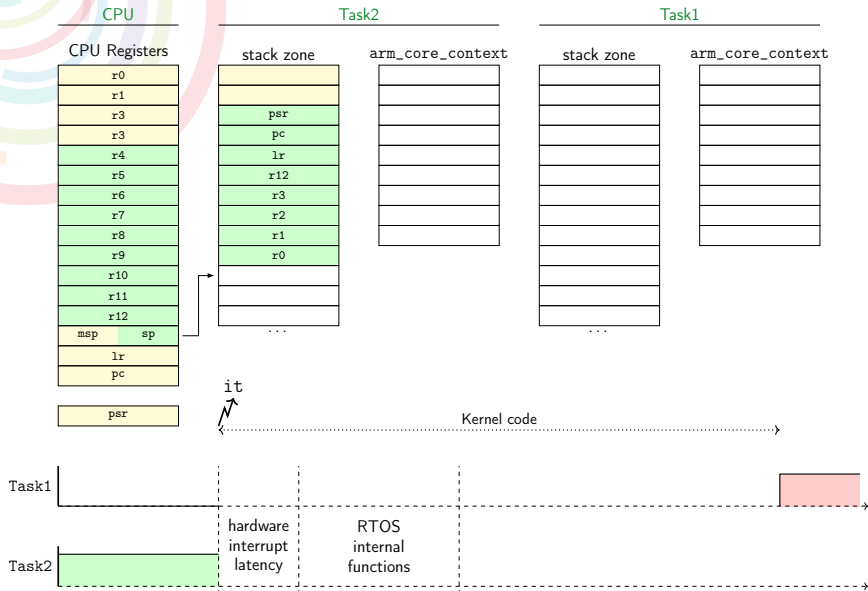 CPU
Task2
Task1
CPU Registers
stack zone
arm_core_context
stack zone
arm_core_context
r0
r1
r3
r3
r4
r5
r6
r7
r8
r9
r10
r11
r12
msp
sp
lr
pc
psr
psr
pc
lr
r12
r3
r2
r1
r0
...
...
it
Kernel code
Task1
hardware
interrupt
latency
RTOS
internal
functions
Task2